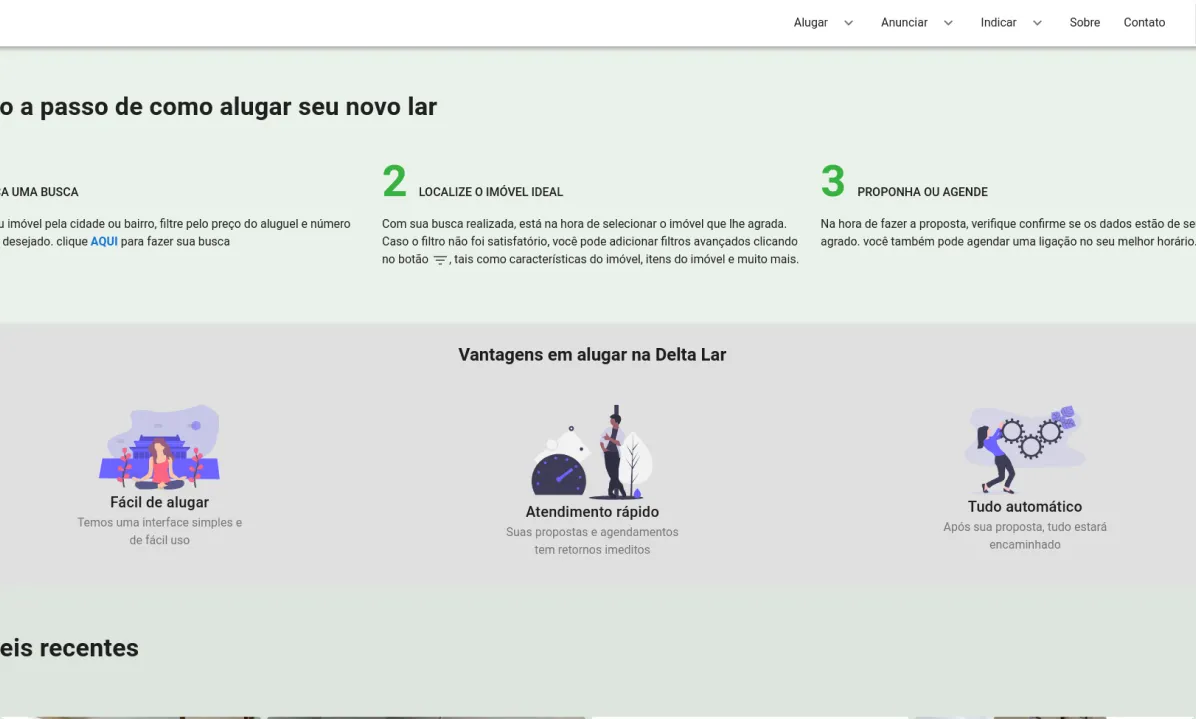 Alugar Anunciar Indicar Sobre Contato
o a passo de como alugar seu novo lar
A UMA BUSCA
u imóvel pela cidade ou bairro, filtre pelo preço do aluguel e número
desejado. clique AQUI para fazer sua busca
2 LOCALIZE O IMÓVEL IDEAL
Com sua busca realizada, está na hora de selecionar o imóvel que lhe agrada.
Caso o filtro não foi satisfatório, você pode adicionar filtros avançados clicando
no botão , tais como características do imóvel, itens do imóvel e muito mais.
3 PROPONHA OU AGENDE
Na hora de fazer a proposta, verifique confirme se os dados estão de se
agrado. você também pode agendar uma ligação no seu melhor horário.
Vantagens em alugar na Delta Lar
Fácil de alugar
Temos uma interface simples e
de fácil uso
Atendimento rápido
Suas propostas e agendamentos
tem retornos imeditos
Tudo automático
Após sua proposta, tudo estará
encaminhado
eis recentes